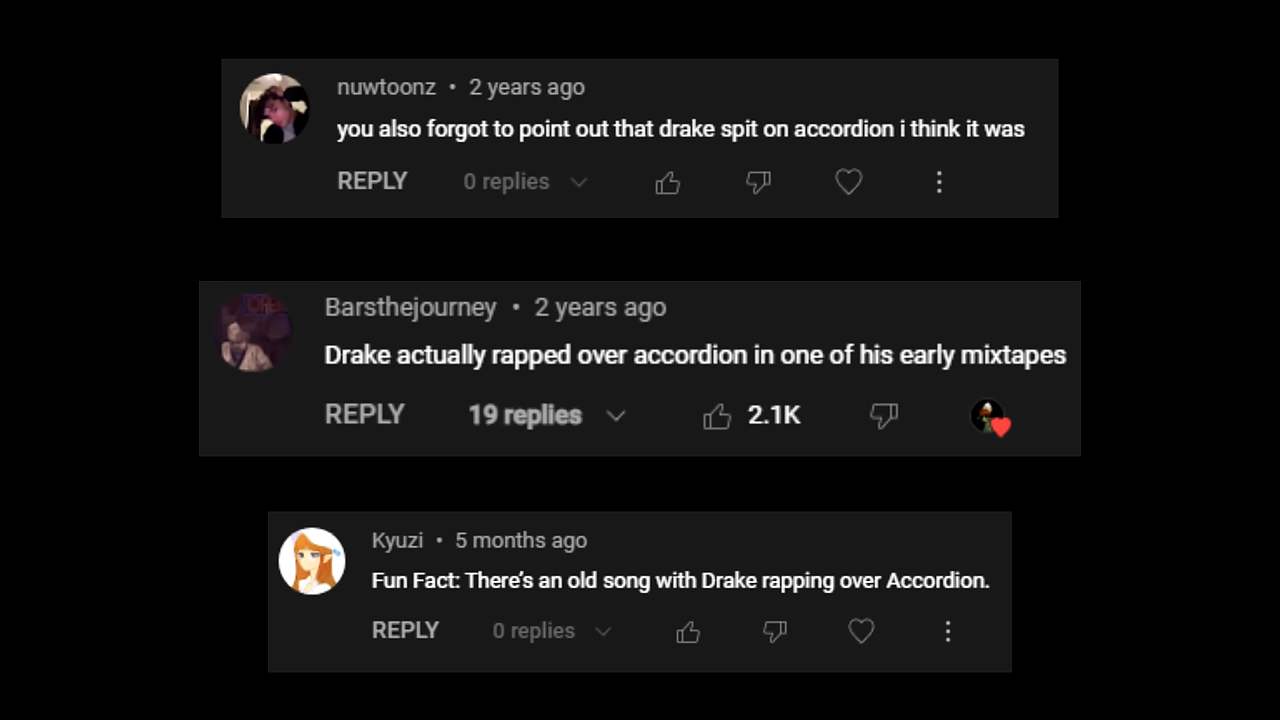 nuwtoonz • 2 years ago
you also forgot to point out that drake spit on accordion i think it was
REPLY 0 replies
Barsthejourney • 2 years ago
Drake actually rapped over accordion in one of his early mixtapes
REPLY 19 replies 2.1K
Kyuzi • 5 months ago
Fun Fact: There's an old song with Drake rapping over Accordion.
REPLY 0 replies